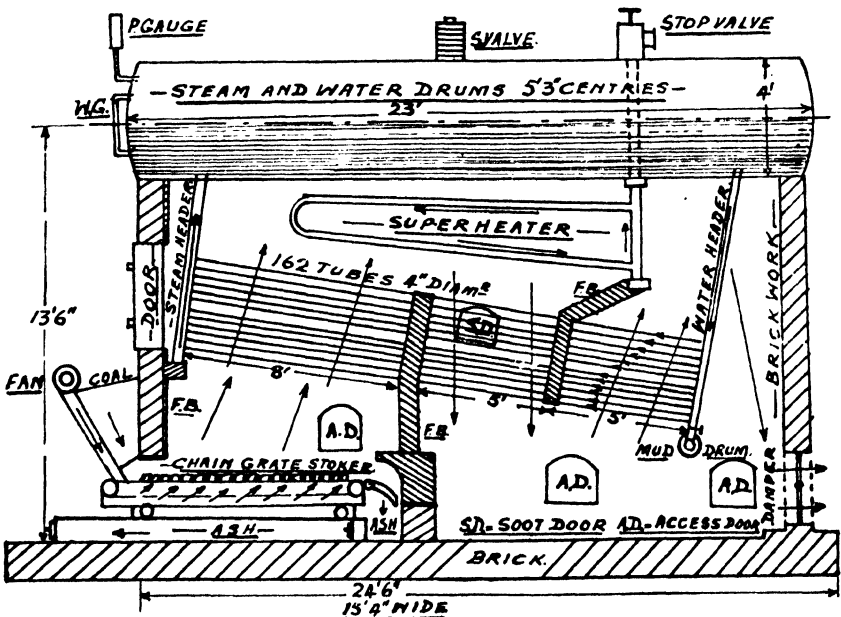 P.GAUGE
S.VALVE.
STOP VALVE
-STEAM AND WATER DRUMS 5'3" CENTRIES-
W.G.
23'
4'
STEAM HEADER
SUPERHEATER
WATER HEADER
BRICK WORK
DOOR
162 TUBES 4" DIAMR
F.B.
S.D.
13'6"
8'
5'
5'
FAN
COAL
F.B.
A.D.
F.B.
MUD DRUM.
CHAIN GRATE STOKER
A.D.
A.D.
DAMPER
ASH
ASH
S.D=SOOT DOOR A.D=ACCESS DOOR
BRICK.
24'6"
15'4" WIDE